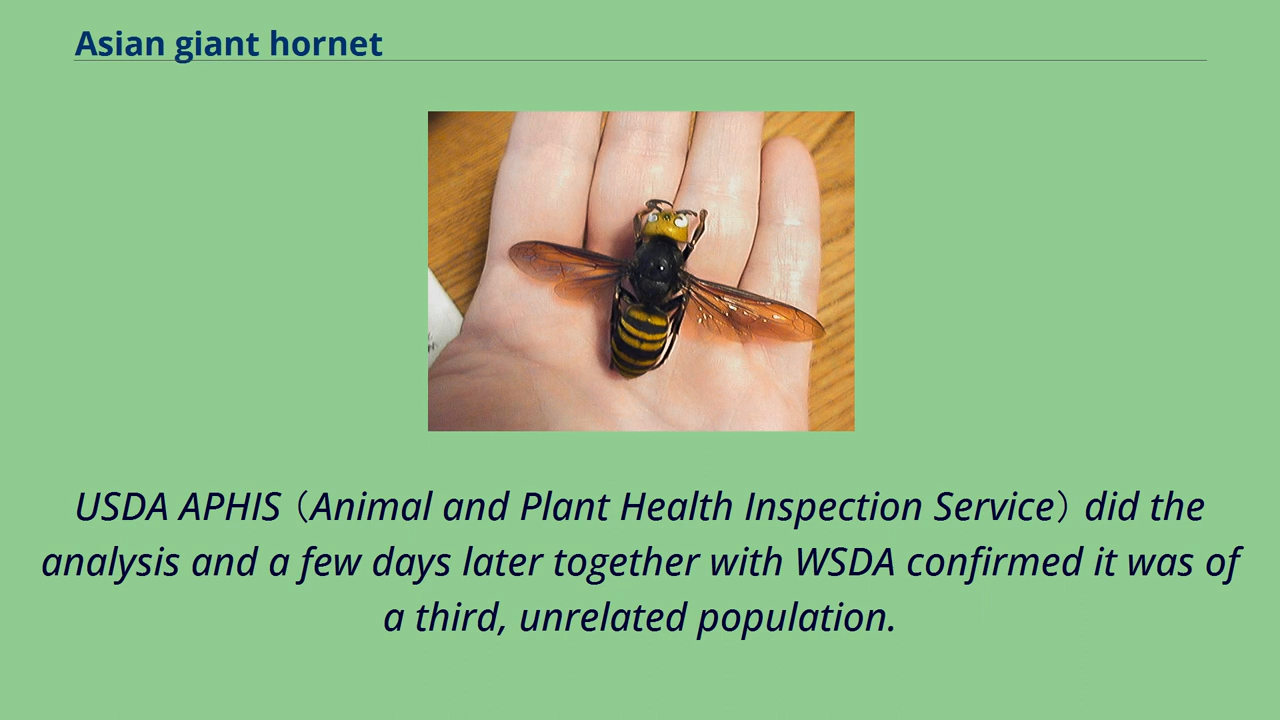 Asian giant hornet
USDA APHIS （Animal and Plant Health Inspection Service） did the
analysis and a few days later together with WSDA confirmed it was of
a third, unrelated population.